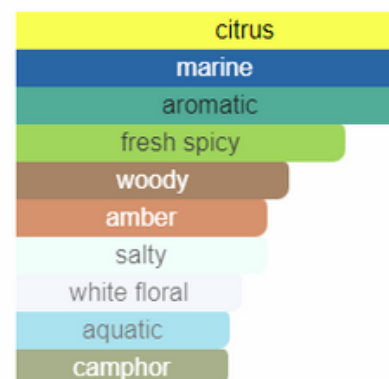 citrus
marine
aromatic
fresh spicy
woody
amber
salty
white floral
aquatic
camphor